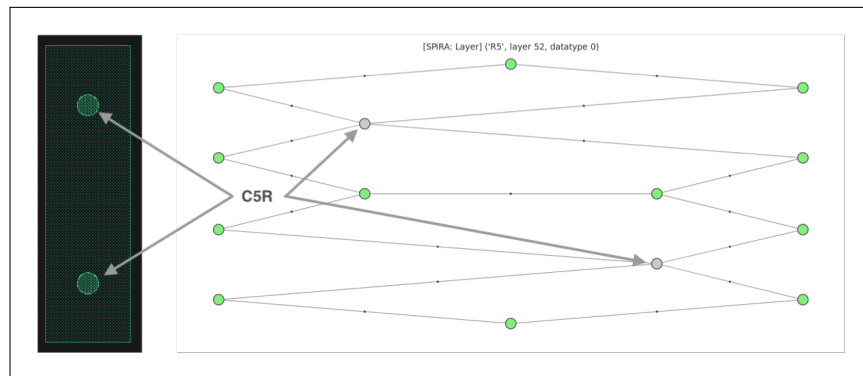 [SPiRA: Layer] ('R5', layer 52, datatype 0)
C5R